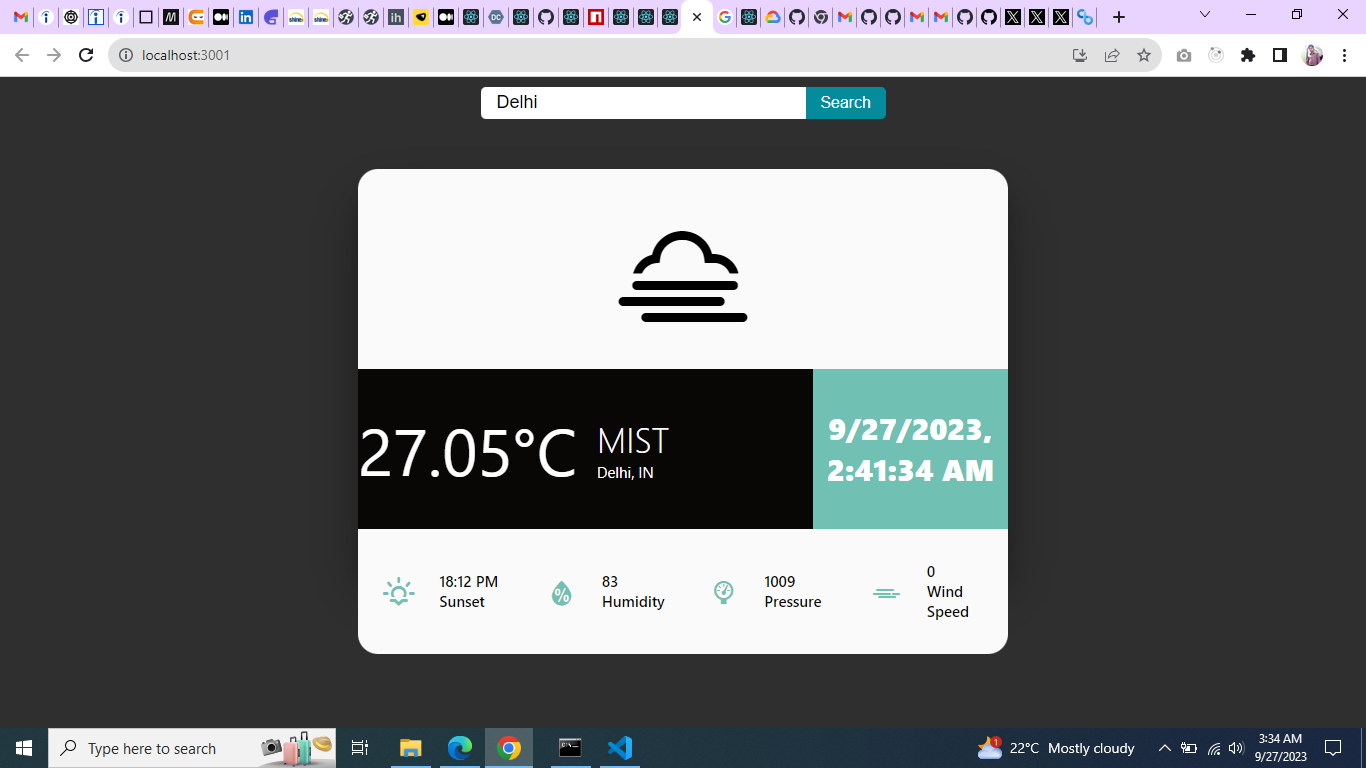 localhost:3001
Delhi
Search
27.05°C
MIST
Delhi, IN
9/27/2023,
2:41:34 AM
18:12 PM
Sunset
%
83
Humidity
1009
Pressure
0
Wind
Speed
Type here to search
1
22°C Mostly cloudy
3:34 AM
9/27/2023